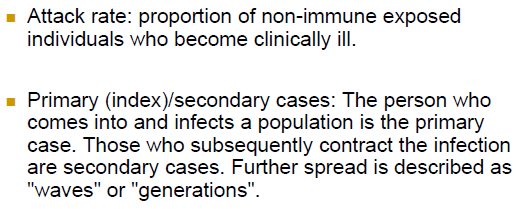 Attack rate: proportion of non-immune exposed
individuals who become clinically ill.
Primary (index)/secondary cases: The person who
comes into and infects a population is the primary
case. Those who subsequently contract the infection
are secondary cases. Further spread is described as
"waves" or "generations".